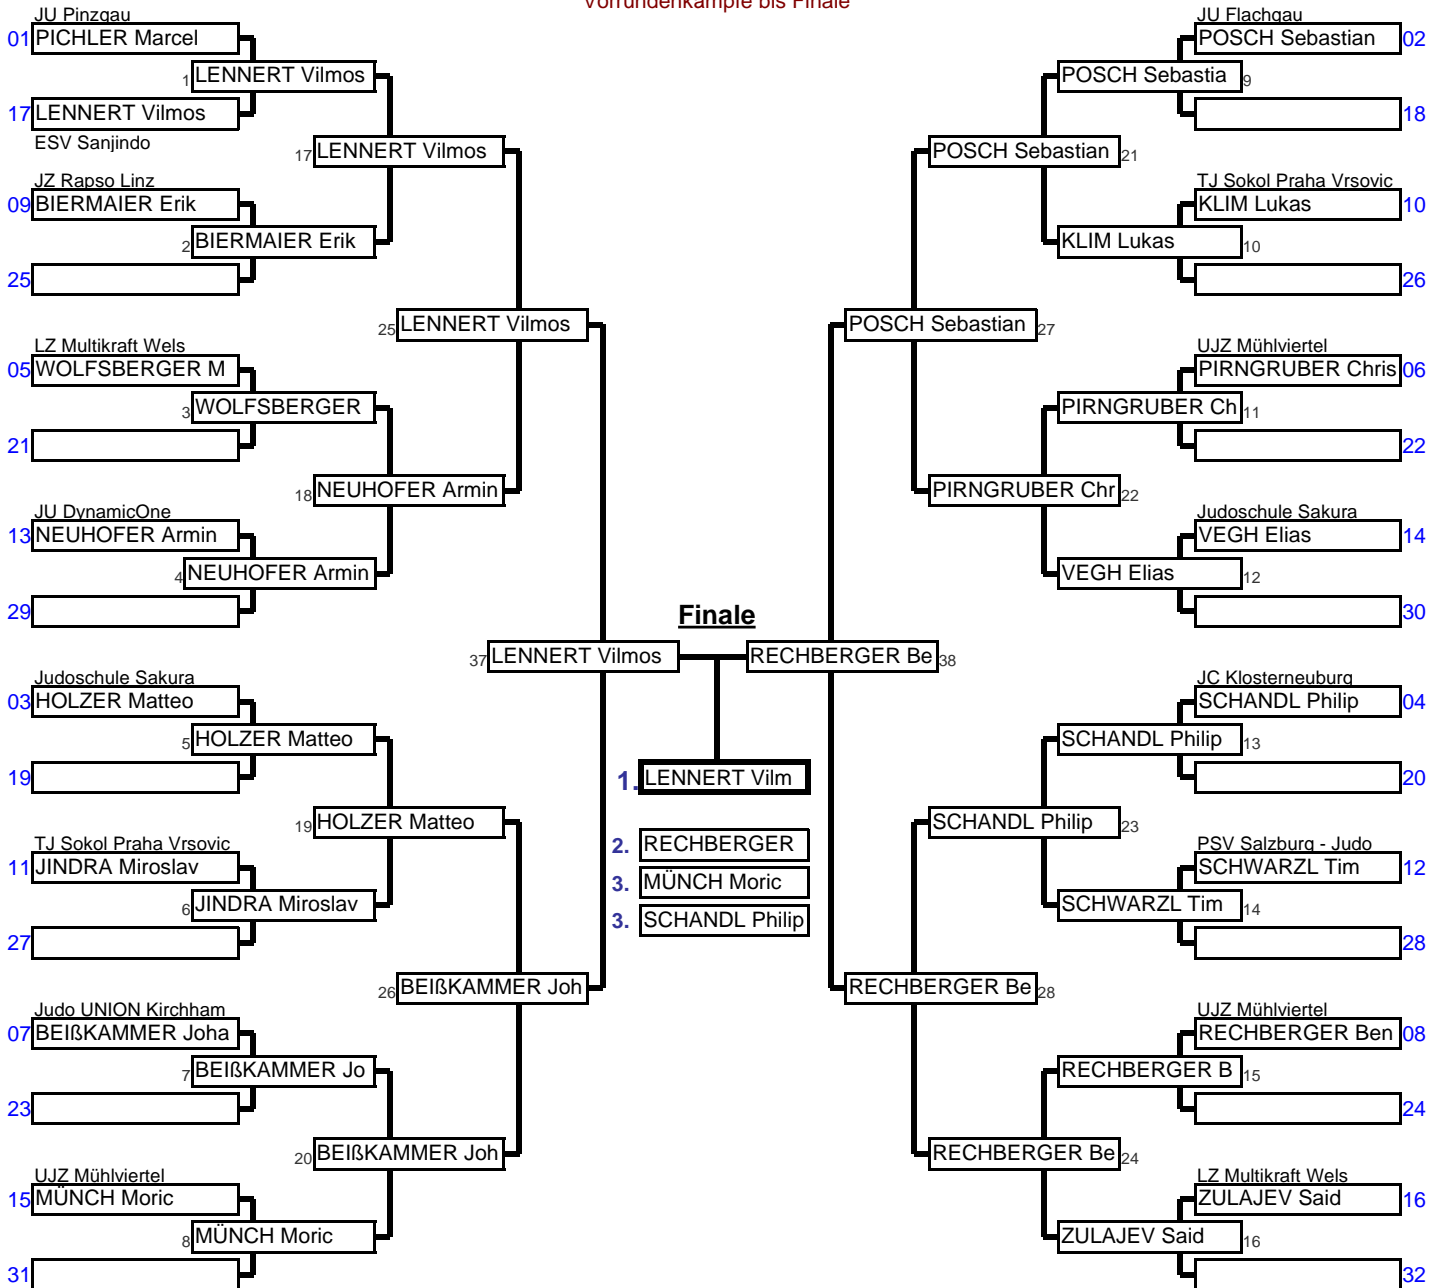 Vorrundenkämpfe bis Finale
JU Pinzgau
01 PICHLER Marcel
1 LENNERT Vilmos
17 LENNERT Vilmos
ESV Sanjindo
17 LENNERT Vilmos
JZ Rapso Linz
09 BIERMAIER Erik
2 BIERMAIER Erik
25
25 LENNERT Vilmos
LZ Multikraft Wels
05 WOLFSBERGER M
3 WOLFSBERGER
21
18 NEUHOFER Armin
JU DynamicOne
13 NEUHOFER Armin
4 NEUHOFER Armin
29
37 LENNERT Vilmos
Judoschule Sakura
03 HOLZER Matteo
5 HOLZER Matteo
19
19 HOLZER Matteo
TJ Sokol Praha Vrsovic
11 JINDRA Miroslav
6 JINDRA Miroslav
27
26 BEIßKAMMER Joh
Judo UNION Kirchham
07 BEIßKAMMER Joha
7 BEIßKAMMER Jo
23
20 BEIßKAMMER Joh
UJZ Mühlviertel
15 MÜNCH Moric
8 MÜNCH Moric
31
Finale
1. LENNERT Vilm
2. RECHBERGER
3. MÜNCH Moric
3. SCHANDL Philip
JU Flachgau
POSCH Sebastian 02
POSCH Sebastia 9
18
POSCH Sebastian 21
TJ Sokol Praha Vrsovic
KLIM Lukas 10
KLIM Lukas 10
26
POSCH Sebastian 27
UJZ Mühlviertel
PIRNGRUBER Chris 06
PIRNGRUBER Ch 11
22
PIRNGRUBER Chr 22
Judoschule Sakura
VEGH Elias 14
VEGH Elias 12
30
RECHBERGER Be 38
JC Klosterneuburg
SCHANDL Philip 04
SCHANDL Philip 13
20
SCHANDL Philip 23
PSV Salzburg - Judo
SCHWARZL Tim 12
SCHWARZL Tim 14
28
RECHBERGER Be 28
UJZ Mühlviertel
RECHBERGER Ben 08
RECHBERGER B 15
24
RECHBERGER Be 24
LZ Multikraft Wels
ZULAJEV Said 16
ZULAJEV Said 16
32